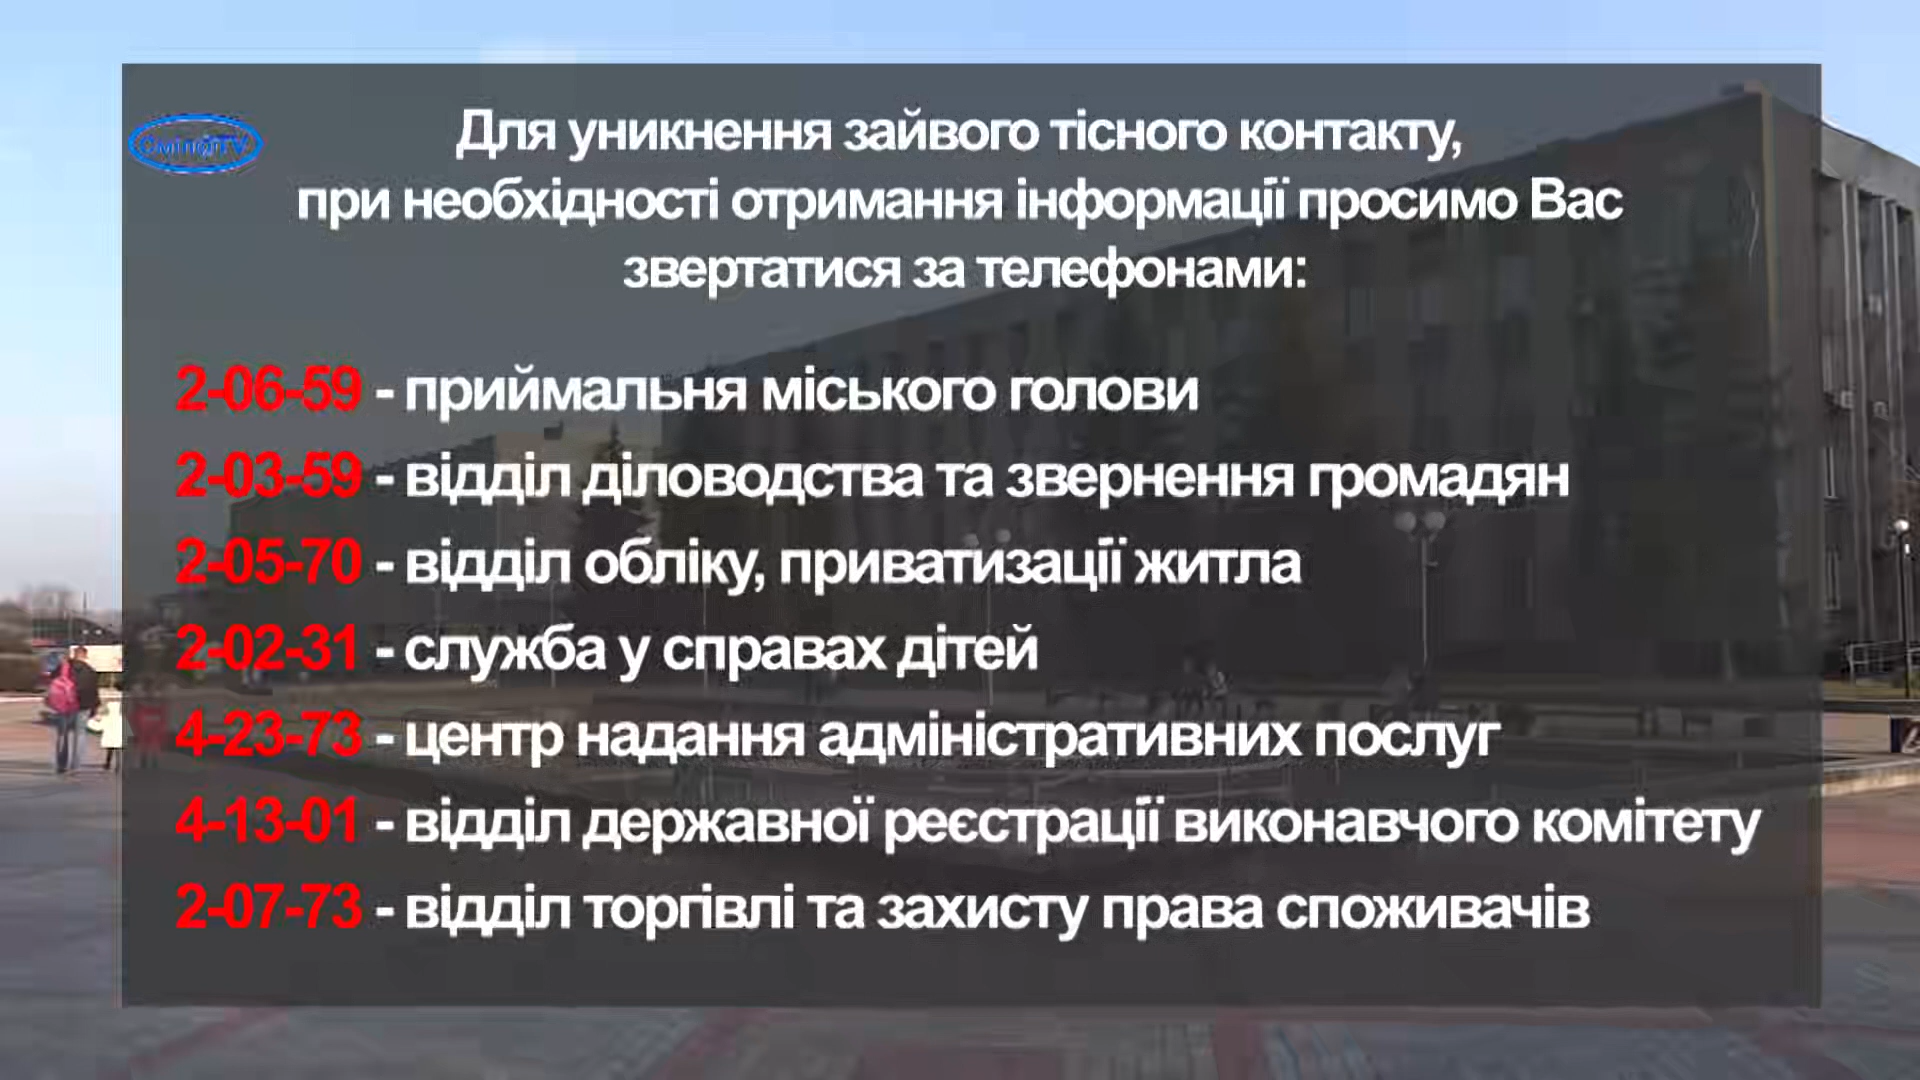 СмілаTV
Для уникнення зайвого тісного контакту,
при необхідності отримання інформації просимо Вас
звертатися за телефонами:
2-06-59 - приймальня міського голови
2-03-59 - відділ діловодства та звернення громадян
2-05-70 - відділ обліку, приватизації житла
2-02-31 - служба у справах дітей
4-23-73 - центр надання адміністративних послуг
4-13-01 - відділ державної реєстрації виконавчого комітету
2-07-73 - відділ торгівлі та захисту права споживачів